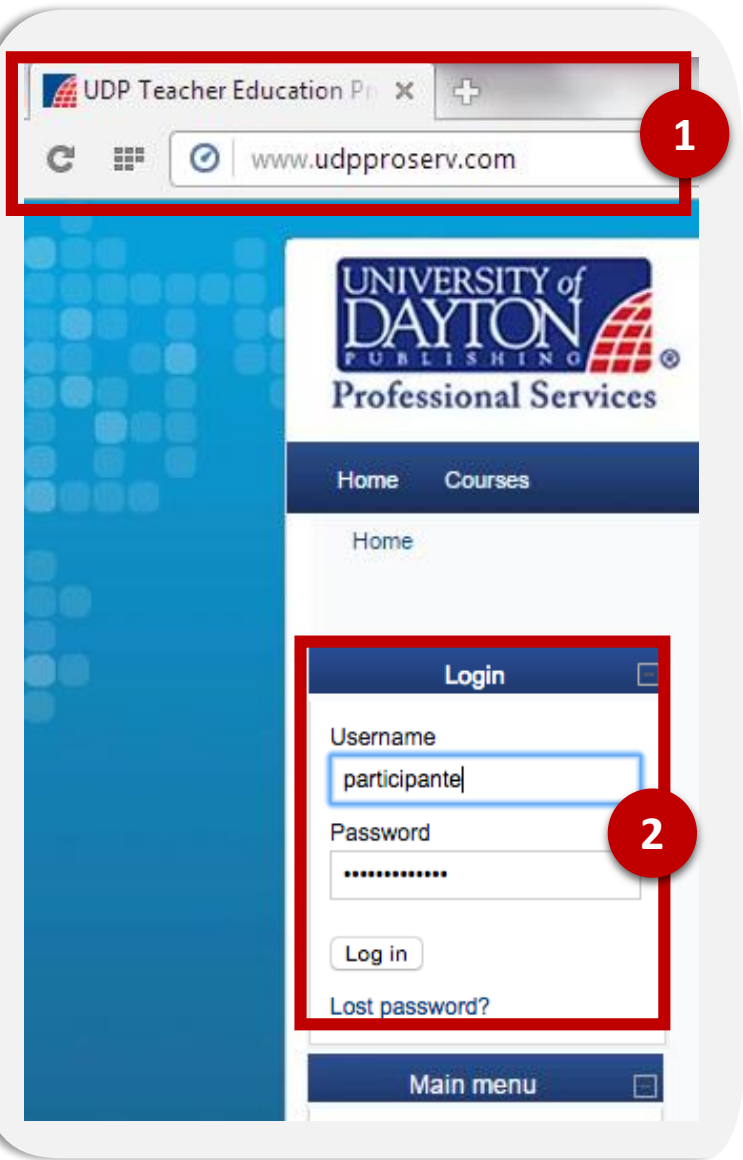 UDP Teacher Education Pr
1
www.udpproserv.com
UNIVERSITY of
DAYTON
PUBLISHING
®
Professional Services
Home Courses
Home
Login
Username
participante
Password
2
Log in
Lost password?
Main menu